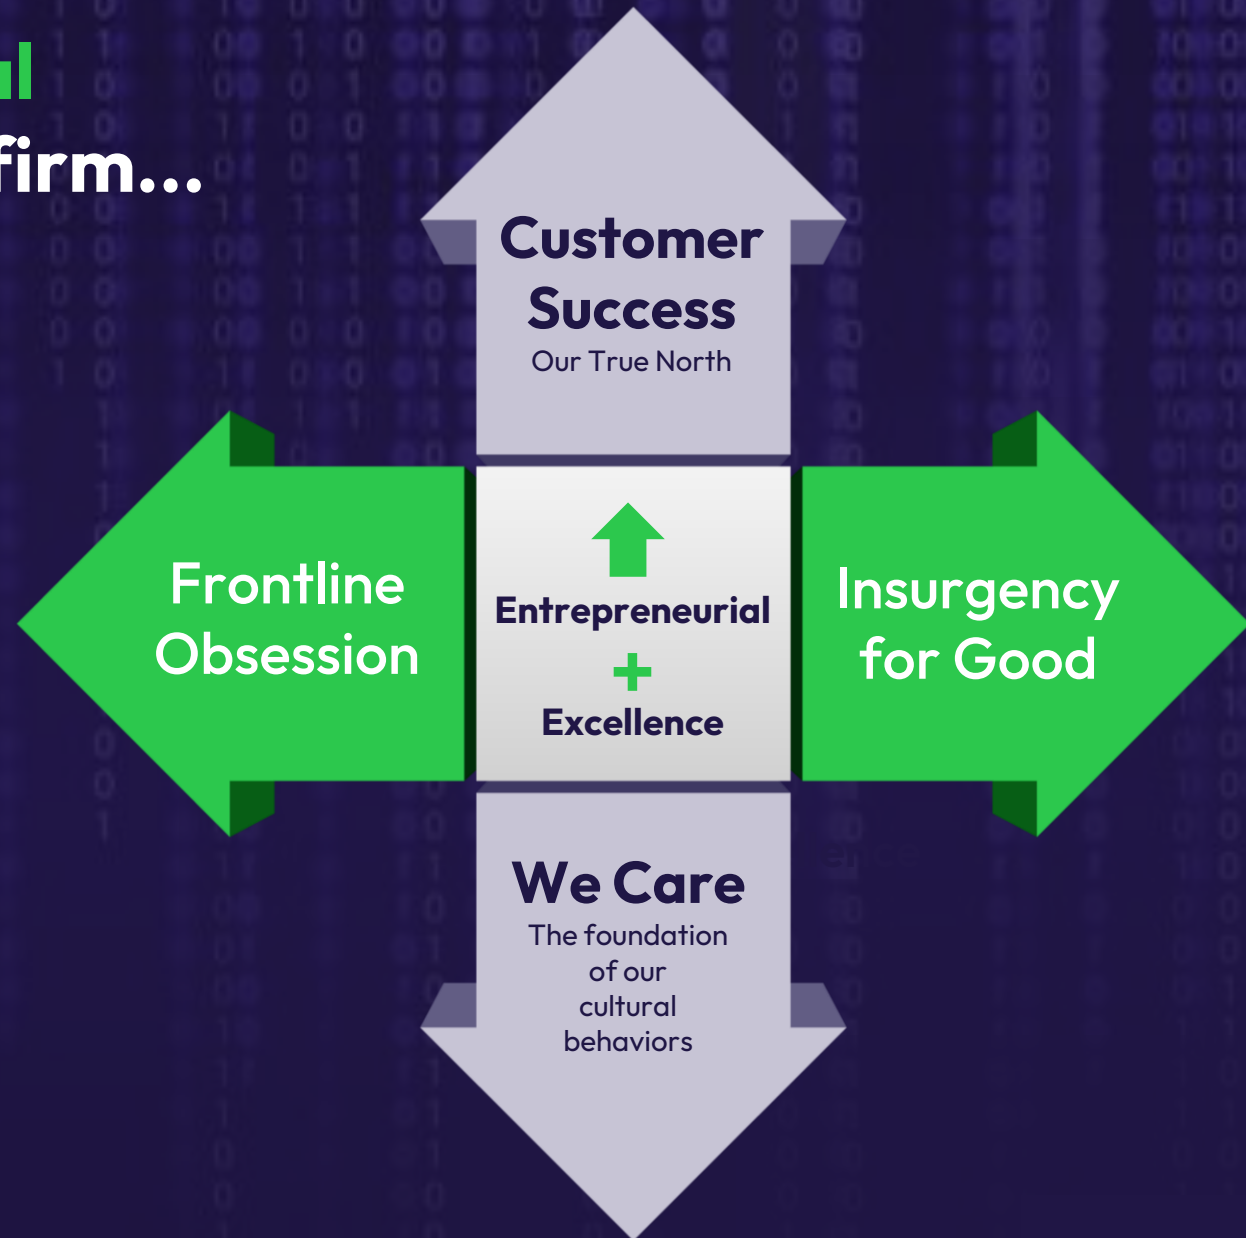 firm...
Customer
Success
Our True North
Frontline
Obsession
Entrepreneurial
+
Excellence
Insurgency
for Good
We Care
The foundation
of our
cultural
behaviors